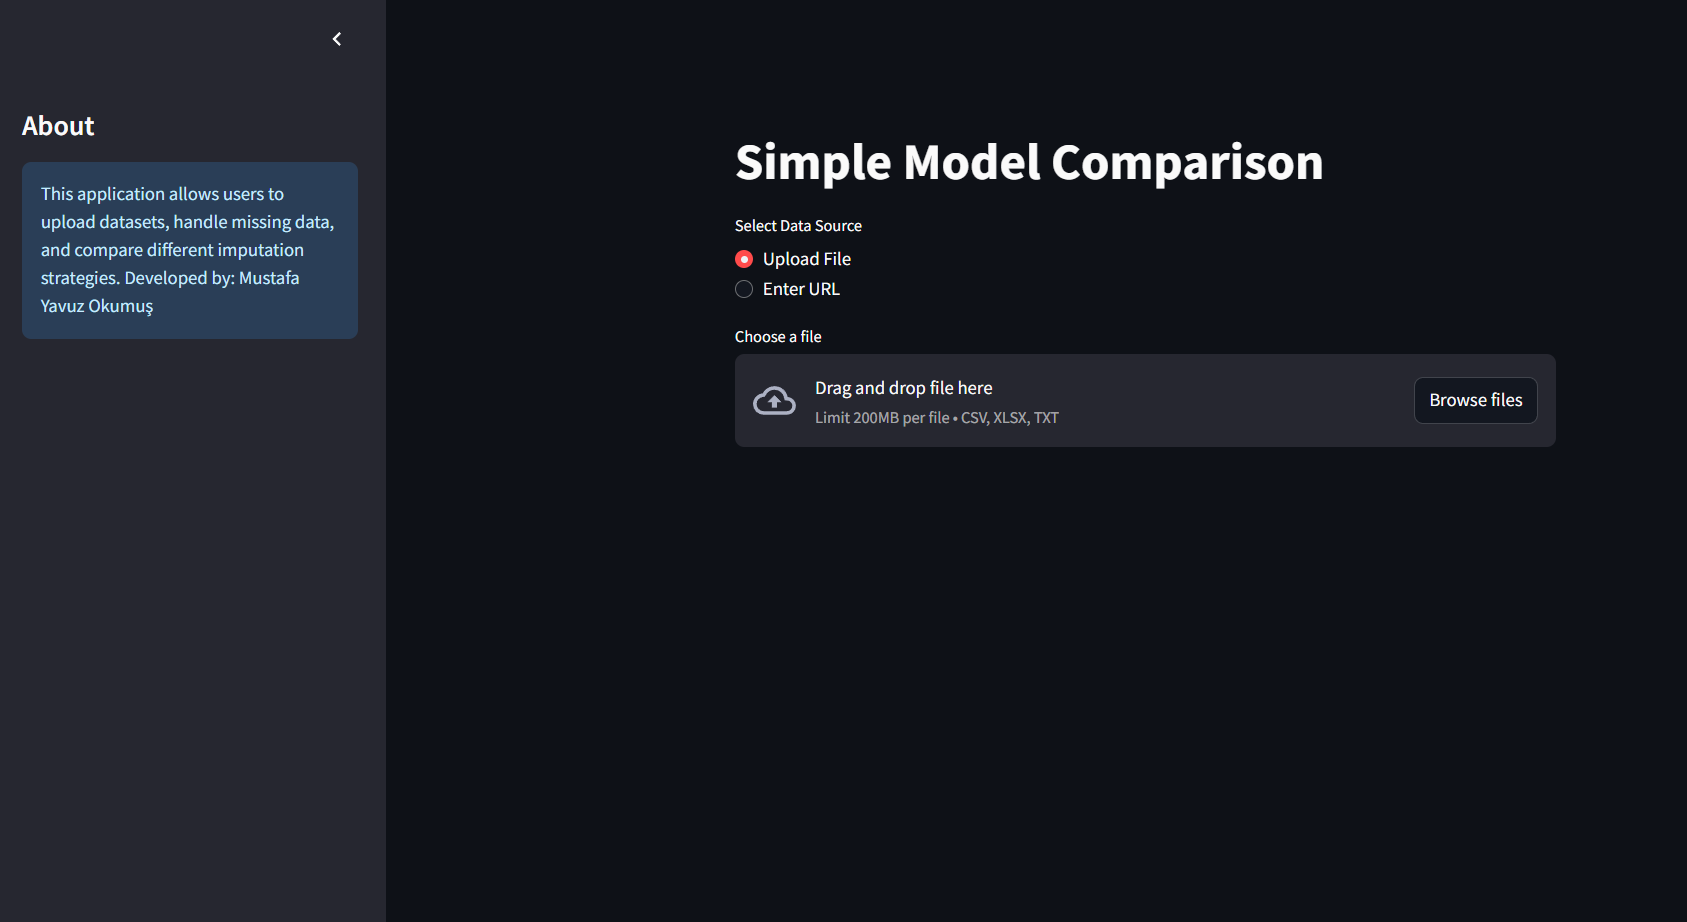 About
This application allows users to
upload datasets, handle missing data,
and compare different imputation
strategies. Developed by: Mustafa
Yavuz Okumuş
Simple Model Comparison
Select Data Source
Upload File
Enter URL
Choose a file
Drag and drop file here
Limit 200MB per file • CSV, XLSX, TXT
Browse files